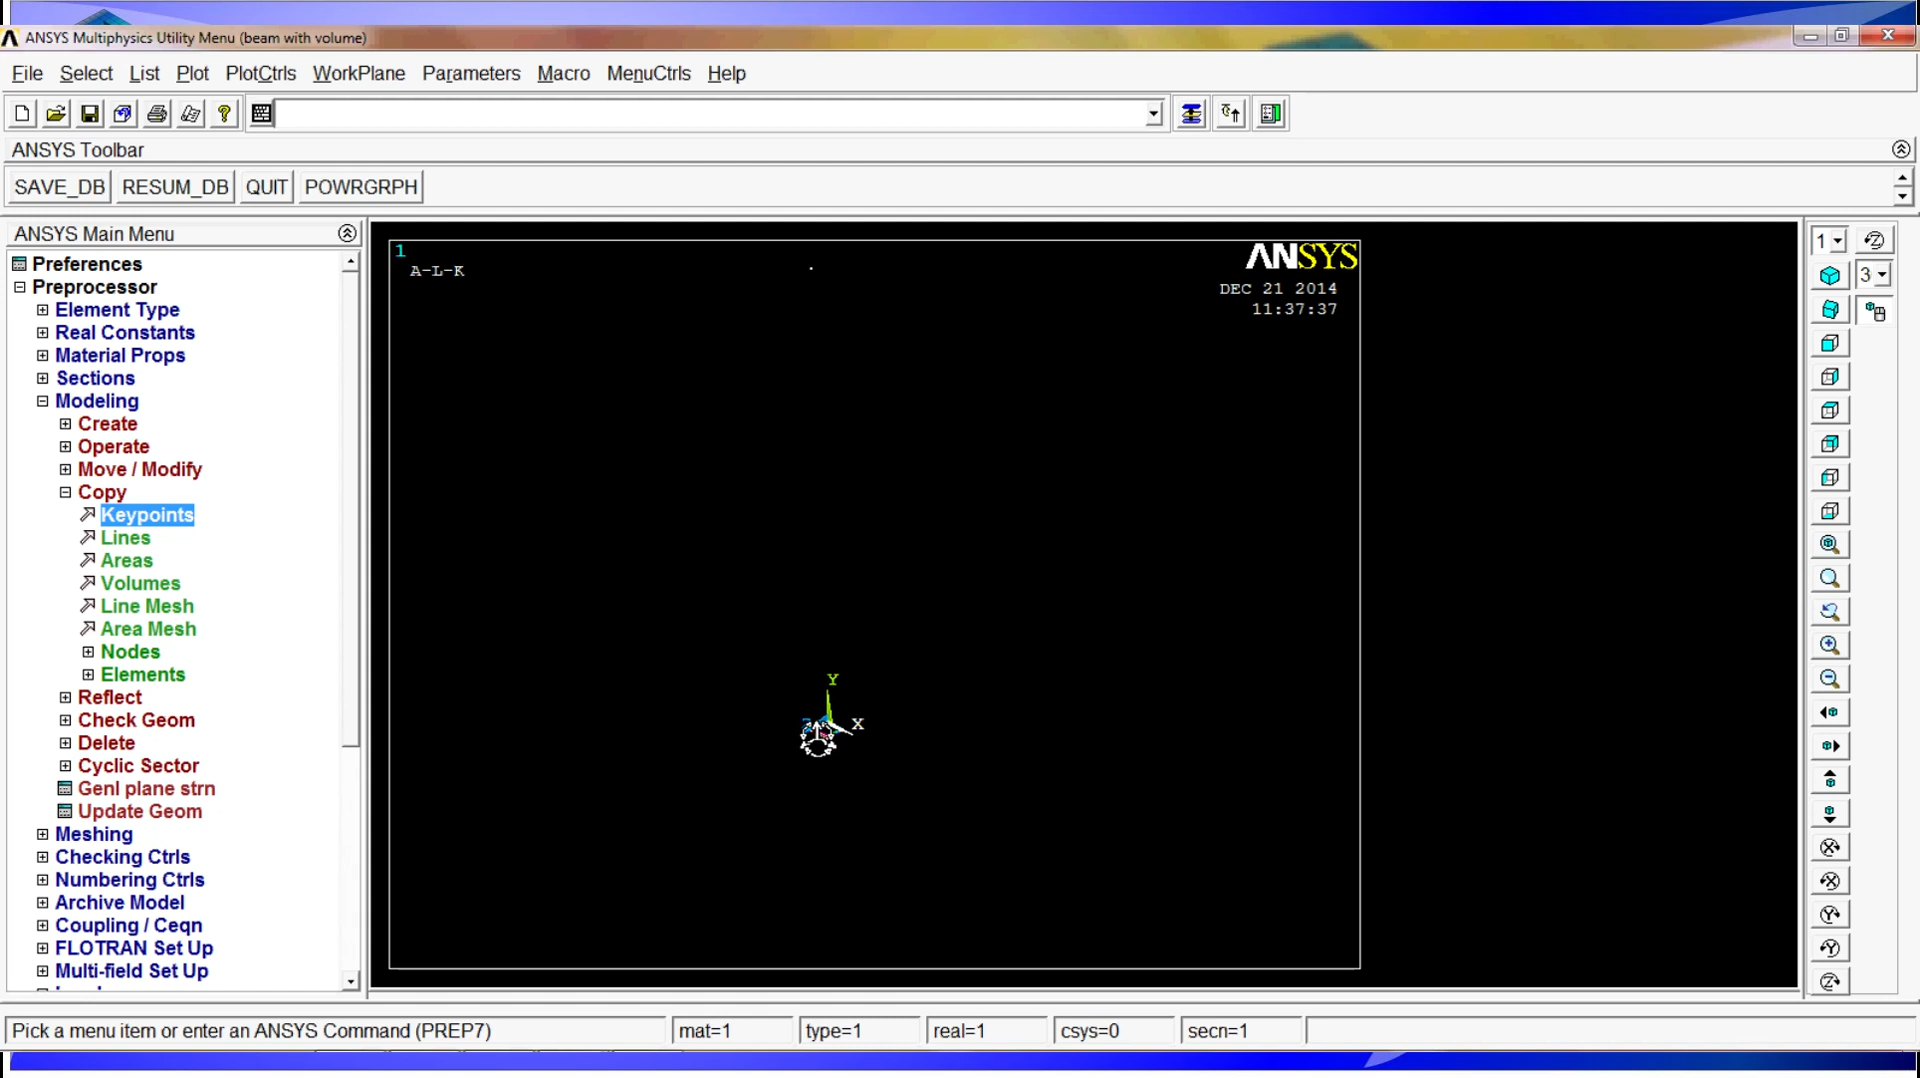 ANSYS Multiphysics Utility Menu (beam with volume)
File Select List Plot PlotCtrls WorkPlane Parameters Macro MenuCtrls Help
ANSYS Toolbar
SAVE_DB RESUM_DB QUIT POWRGRPH
ANSYS Main Menu
Preferences
Preprocessor
Element Type
Real Constants
Material Props
Sections
Modeling
Create
Operate
Move / Modify
Copy
Keypoints
Lines
Areas
Volumes
Line Mesh
Area Mesh
Nodes
Elements
Reflect
Check Geom
Delete
Cyclic Sector
Genl plane strn
Update Geom
Meshing
Checking Ctrls
Numbering Ctrls
Archive Model
Coupling / Ceqn
FLOTRAN Set Up
Multi-field Set Up
1
A-L-K
ANSYS
DEC 21 2014
11:37:37
Y
X
1
3
Pick a menu item or enter an ANSYS Command (PREP7)
mat=1
type=1
real=1
csys=0
secn=1